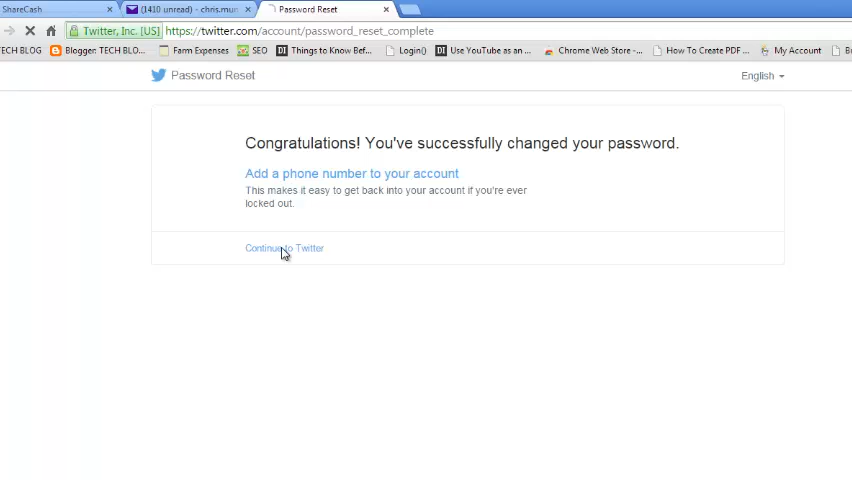 ShareCash
(1410 unread) - chris.mun
Password Reset
Twitter, Inc. [US]
https://twitter.com/account/password_reset_complete
TECH BLOG
Blogger: TECH BLO...
Farm Expenses
SEO
Things to Know Bef...
Login()
Use YouTube as an ...
Chrome Web Store -...
How To Create PDF ...
My Account
Password Reset
English
Congratulations! You've successfully changed your password.
Add a phone number to your account
This makes it easy to get back into your account if you're ever
locked out.
Continue to Twitter